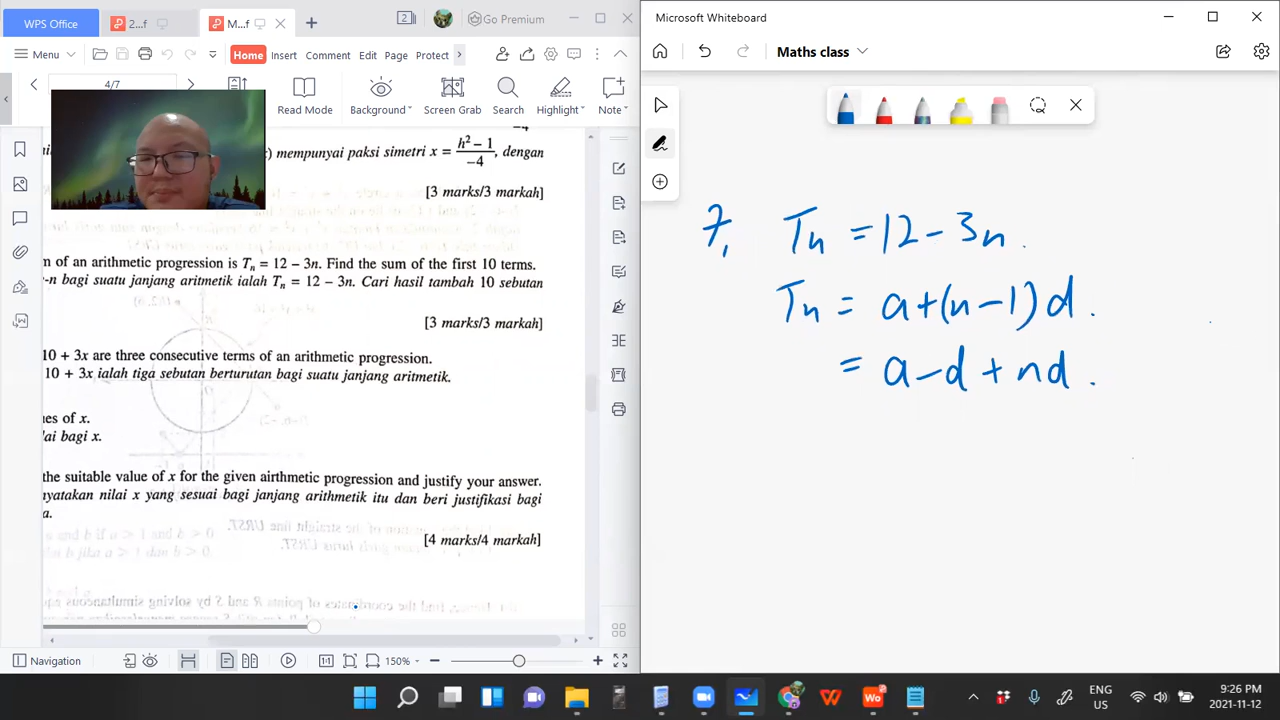 WPS Office
2...f
M...f
2
Go Premium
Menu
Home
Insert
Comment
Edit
Page
Protect
4/7
Read Mode
Background
Screen Grab
Search
Highlight
Note
-4
) mempunyai paksi simetri x = h² – 1 / –4, dengan
[3 marks/3 markah]
m of an arithmetic progression is Tn = 12 – 3n. Find the sum of the first 10 terms.
-n bagi suatu janjang aritmetik ialah Tn = 12 – 3n. Cari hasil tambah 10 sebutan
[3 marks/3 markah]
10 + 3x are three consecutive terms of an arithmetic progression.
10 + 3x ialah tiga sebutan berturutan bagi suatu janjang aritmetik.
ues of x.
lai bagi x.
the suitable value of x for the given airthmetic progression and justify your answer.
nyatakan nilai x yang sesuai bagi janjang arithmetik itu dan beri justifikasi bagi
a.
[4 marks/4 markah]
Navigation
1:1
150%
Microsoft Whiteboard
Maths class
7, Tn = 12 – 3n .
Tn = a + (n – 1) d .
= a – d + nd .
W
Wo
ENG
US
9:26 PM
2021-11-12